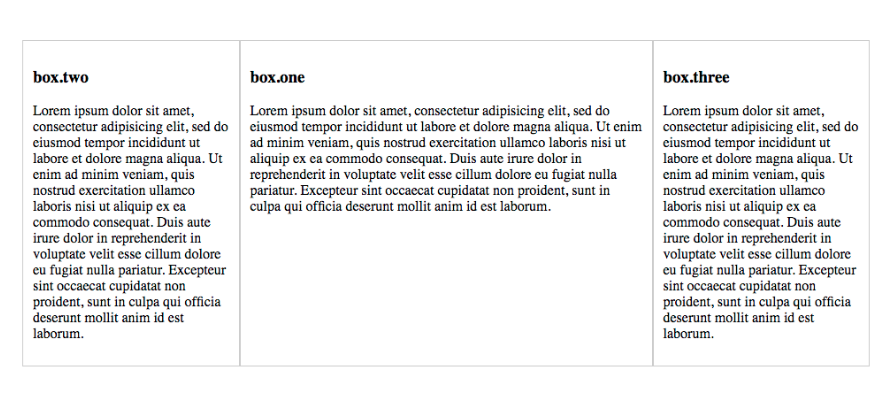 box.two
Lorem ipsum dolor sit amet,
consectetur adipisicing elit, sed do
eiusmod tempor incididunt ut
labore et dolore magna aliqua. Ut
enim ad minim veniam, quis
nostrud exercitation ullamco
laboris nisi ut aliquip ex ea
commodo consequat. Duis aute
irure dolor in reprehenderit in
voluptate velit esse cillum dolore
eu fugiat nulla pariatur. Excepteur
sint occaecat cupidatat non
proident, sunt in culpa qui officia
deserunt mollit anim id est
laborum.
box.one
Lorem ipsum dolor sit amet, consectetur adipisicing elit, sed do
eiusmod tempor incididunt ut labore et dolore magna aliqua. Ut enim
ad minim veniam, quis nostrud exercitation ullamco laboris nisi ut
aliquip ex ea commodo consequat. Duis aute irure dolor in
reprehenderit in voluptate velit esse cillum dolore eu fugiat nulla
pariatur. Excepteur sint occaecat cupidatat non proident, sunt in
culpa qui officia deserunt mollit anim id est laborum.
box.three
Lorem ipsum dolor sit amet,
consectetur adipisicing elit, sed do
eiusmod tempor incididunt ut
labore et dolore magna aliqua. Ut
enim ad minim veniam, quis
nostrud exercitation ullamco
laboris nisi ut aliquip ex ea
commodo consequat. Duis aute
irure dolor in reprehenderit in
voluptate velit esse cillum dolore
eu fugiat nulla pariatur. Excepteur
sint occaecat cupidatat non
proident, sunt in culpa qui officia
deserunt mollit anim id est
laborum.